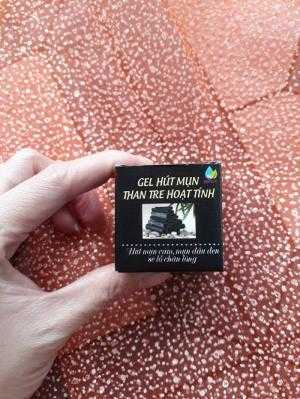 GEL HÚT MỤN
THAN TRE HOẠT TÍNH
Hút mụn cám, mụn đầu đen
se lỗ chân lông